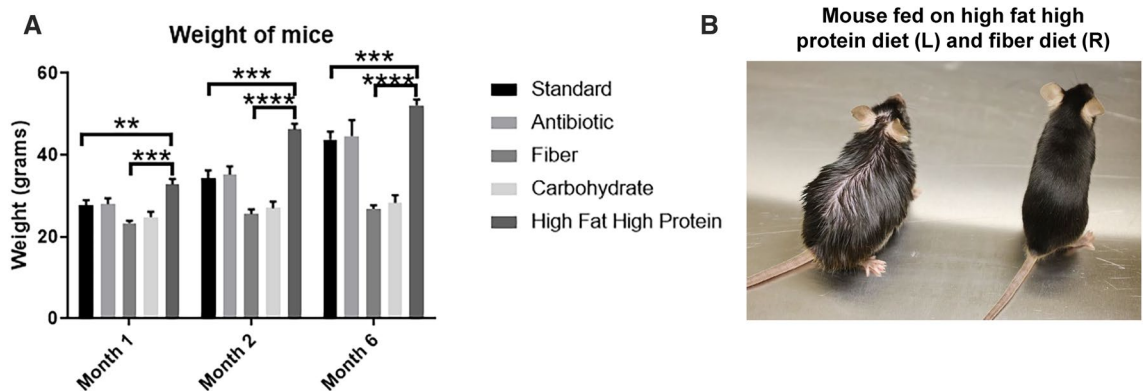 A
Weight of mice
Weight (grams)
60
40
20
0
**
***
***
****
***
****
Month 1
Month 2
Month 6
Standard
Antibiotic
Fiber
Carbohydrate
High Fat High Protein
B
Mouse fed on high fat high
protein diet (L) and fiber diet (R)